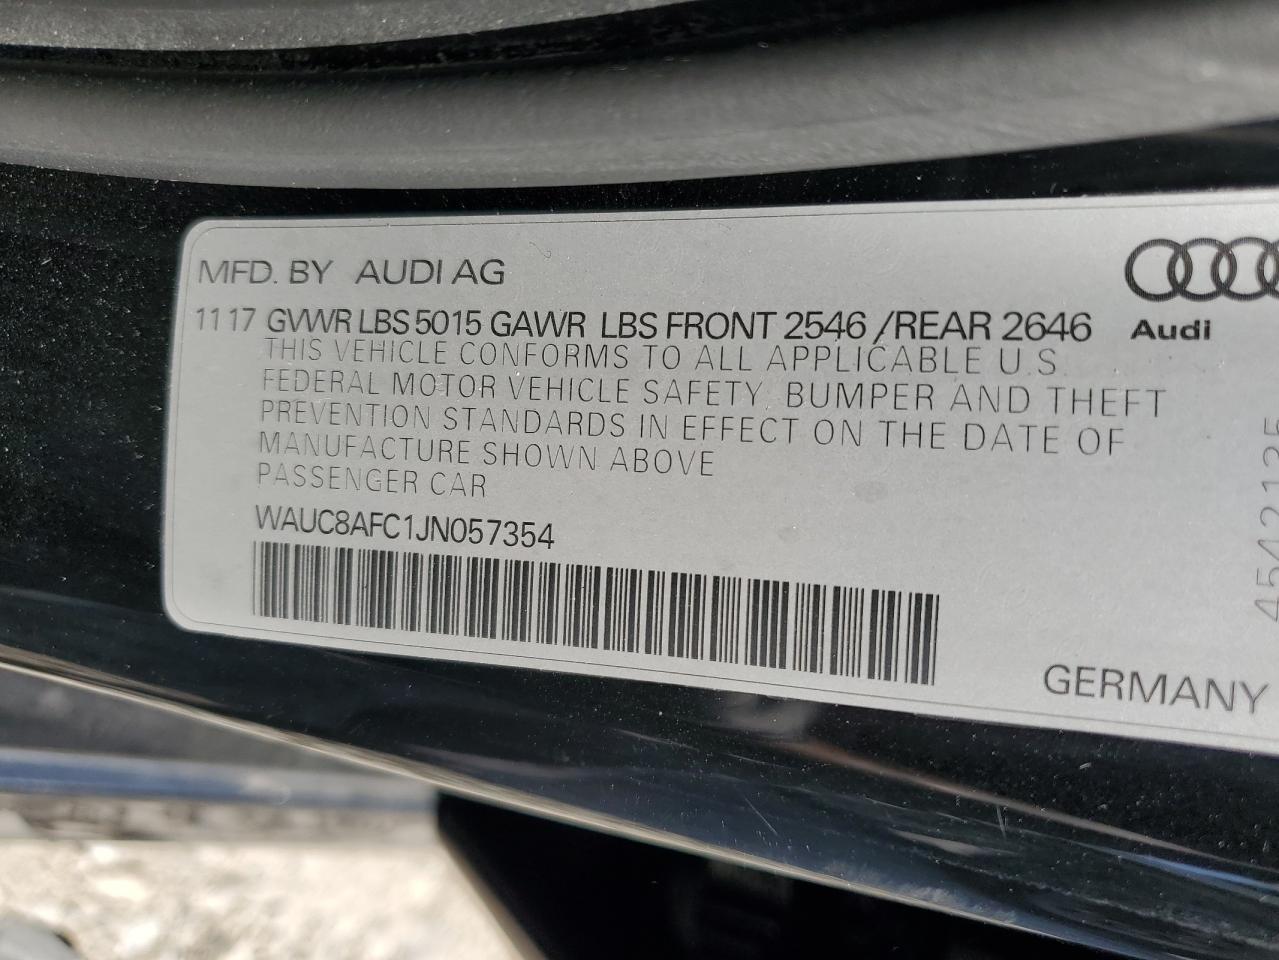 MFD. BY AUDI AG
11 17 GVWR LBS 5015 GAWR LBS FRONT 2546 /REAR 2646
Audi
THIS VEHICLE CONFORMS TO ALL APPLICABLE U.S.
FEDERAL MOTOR VEHICLE SAFETY, BUMPER AND THEFT
PREVENTION STANDARDS IN EFFECT ON THE DATE OF
MANUFACTURE SHOWN ABOVE
PASSENGER CAR
WAUC8AFC1JN057354
GERMANY